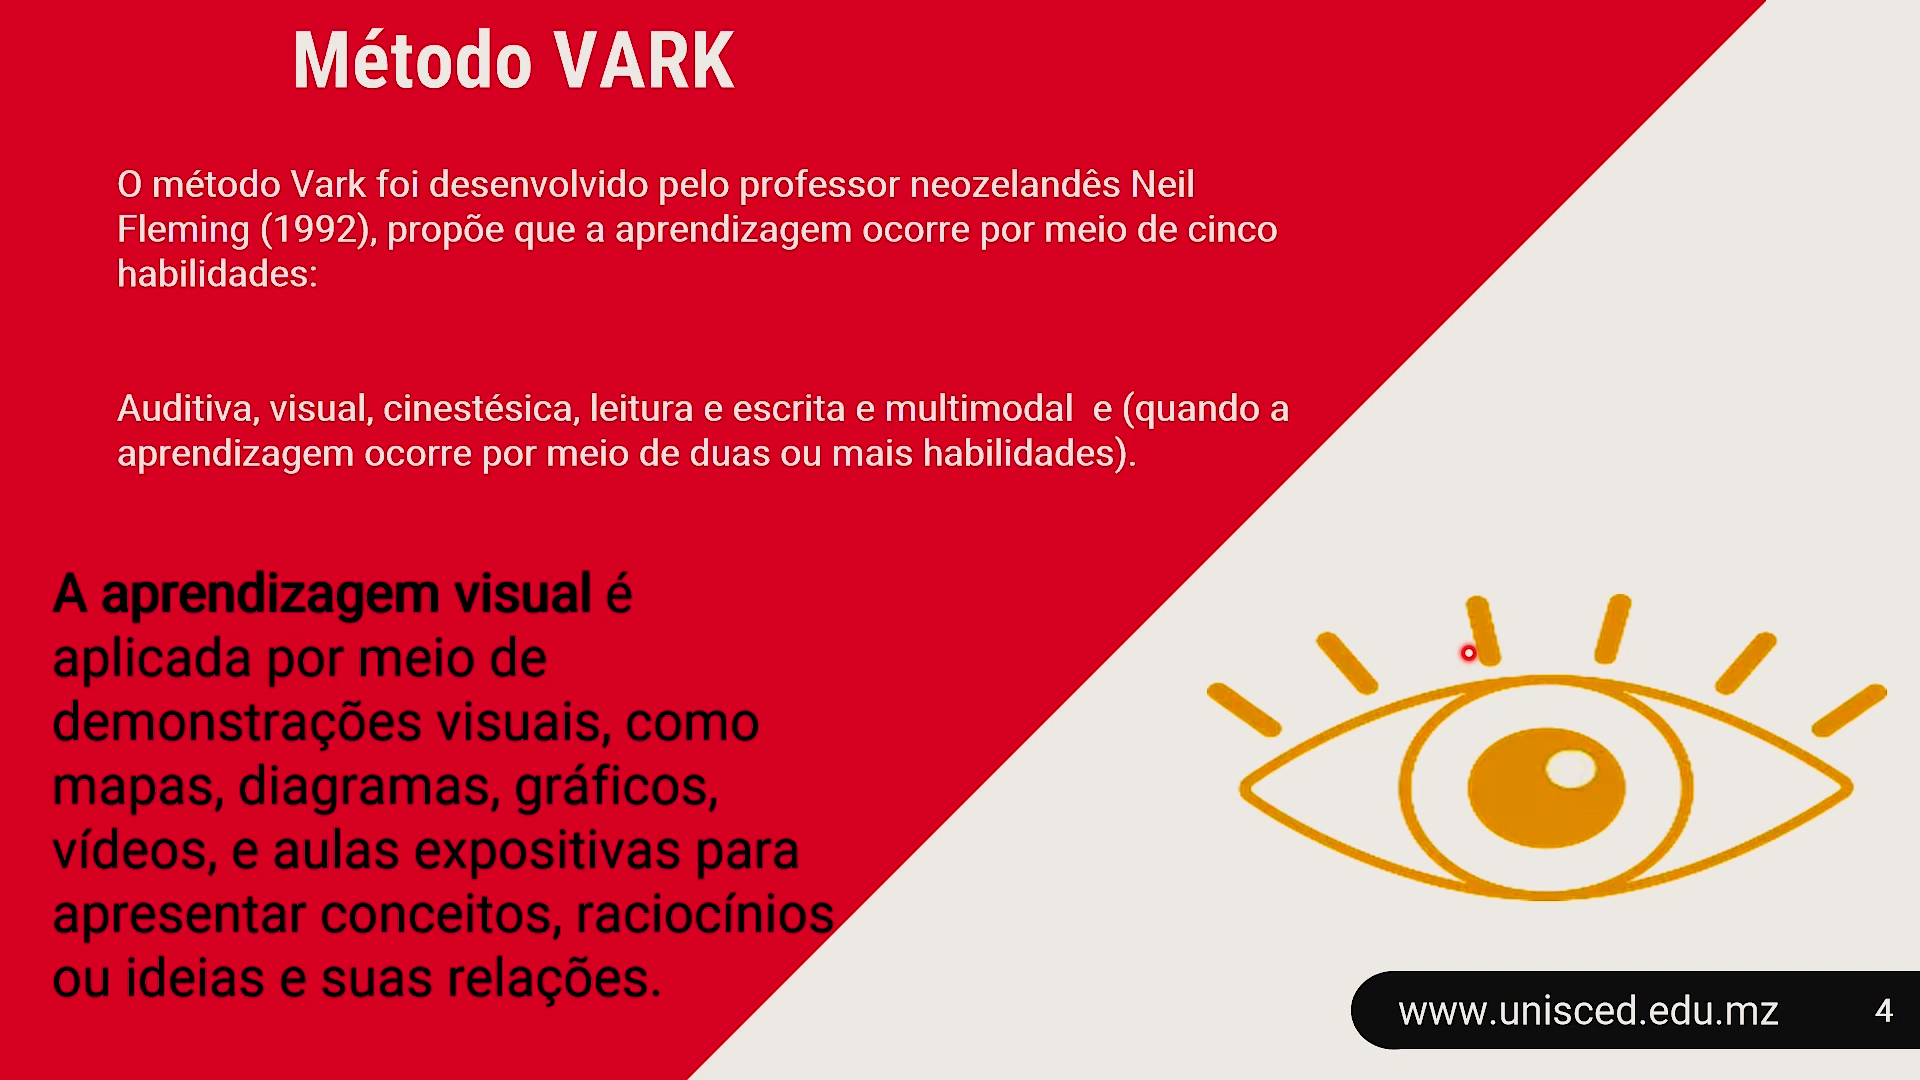 Método VARK
O método Vark foi desenvolvido pelo professor neozelandês Neil
Fleming (1992), propõe que a aprendizagem ocorre por meio de cinco
habilidades:
Auditiva, visual, cinestésica, leitura e escrita e multimodal  e (quando a
aprendizagem ocorre por meio de duas ou mais habilidades).
A aprendizagem visual é
aplicada por meio de
demonstrações visuais, como
mapas, diagramas, gráficos,
vídeos, e aulas expositivas para
apresentar conceitos, raciocínios
ou ideias e suas relações.
www.unisced.edu.mz
4